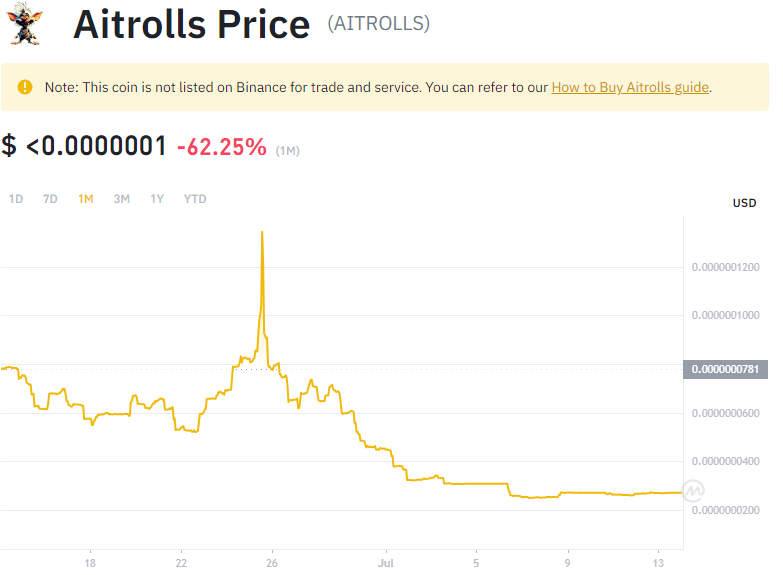 Aitrolls Price (AITROLLS)
Note: This coin is not listed on Binance for trade and service. You can refer to our How to Buy Aitrolls guide.
$ <0.0000001 -62.25% (1M)
1D 7D 1M 3M 1Y YTD
USD
0.0000001200
0.0000001000
0.0000000781
0.0000000600
0.0000000400
0.0000000200
18 22 26 Jul 5 9 13